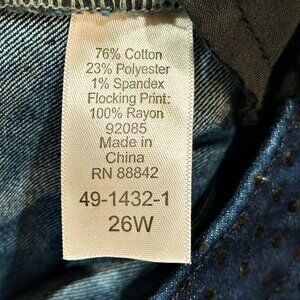 76% Cotton
23% Polyester
1% Spandex
Flocking Print:
100% Rayon
92085
Made in
China
RN 88842
49-1432-1
26W